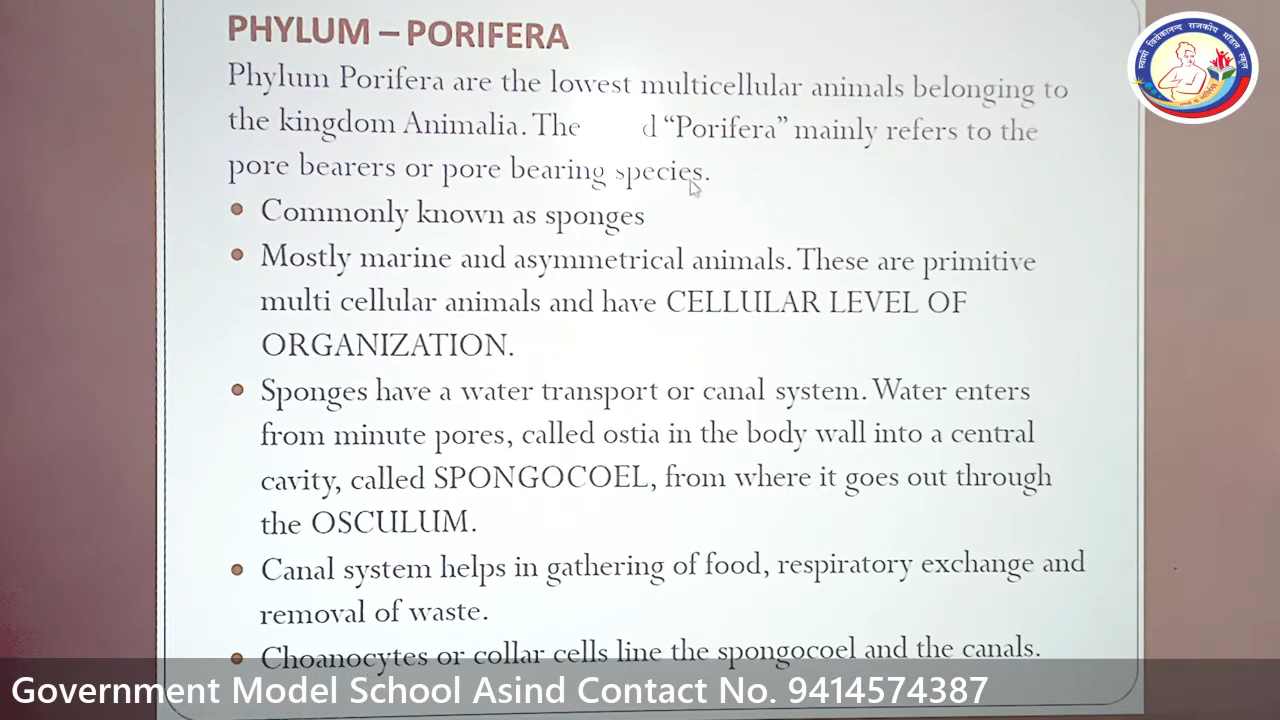 PHYLUM – PORIFERA
Phylum Porifera are the lowest multicellular animals belonging to
the kingdom Animalia. The d “Porifera” mainly refers to the
pore bearers or pore bearing species.
• Commonly known as sponges
• Mostly marine and asymmetrical animals. These are primitive
multi cellular animals and have CELLULAR LEVEL OF
ORGANIZATION.
• Sponges have a water transport or canal system. Water enters
from minute pores, called ostia in the body wall into a central
cavity, called SPONGOCOEL, from where it goes out through
the OSCULUM.
• Canal system helps in gathering of food, respiratory exchange and
removal of waste.
• Choanocytes or collar cells line the spongocoel and the canals.
Government Model School Asind Contact No. 9414574387
स्वामी विवेकानन्द राजकीय मॉडल स्कूल